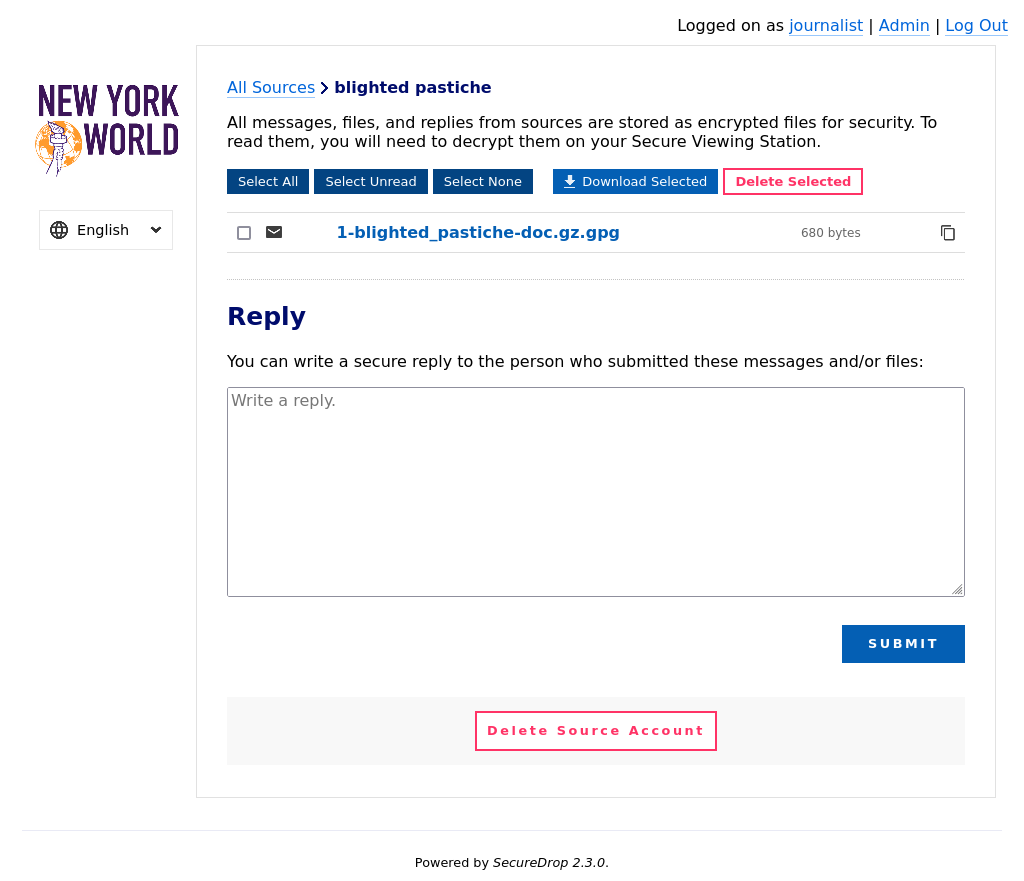 Logged on as journalist | Admin | Log Out
NEW YORK
WORLD
English
All Sources blighted pastiche
All messages, files, and replies from sources are stored as encrypted files for security. To
read them, you will need to decrypt them on your Secure Viewing Station.
Select All Select Unread Select None Download Selected Delete Selected
1-blighted_pastiche-doc.gz.gpg 680 bytes
Reply
You can write a secure reply to the person who submitted these messages and/or files:
Write a reply.
SUBMIT
Delete Source Account
Powered by SecureDrop 2.3.0.